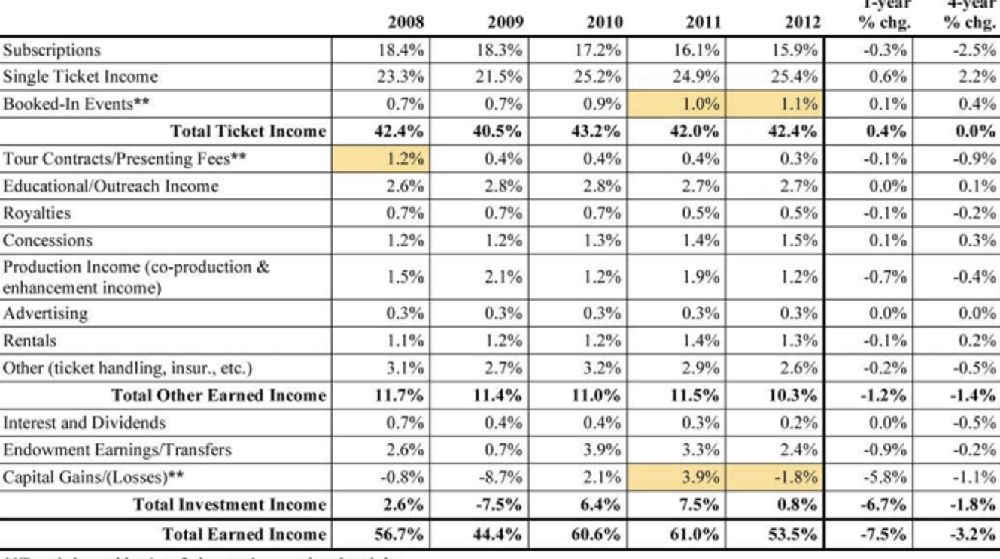 1-year 4-year
2008 2009 2010 2011 2012 % chg. % chg.
Subscriptions 18.4% 18.3% 17.2% 16.1% 15.9% -0.3% -2.5%
Single Ticket Income 23.3% 21.5% 25.2% 24.9% 25.4% 0.6% 2.2%
Booked-In Events** 0.7% 0.7% 0.9% 1.0% 1.1% 0.1% 0.4%
Total Ticket Income 42.4% 40.5% 43.2% 42.0% 42.4% 0.4% 0.0%
Tour Contracts/Presenting Fees** 1.2% 0.4% 0.4% 0.4% 0.3% -0.1% -0.9%
Educational/Outreach Income 2.6% 2.8% 2.8% 2.7% 2.7% 0.0% 0.1%
Royalties 0.7% 0.7% 0.7% 0.5% 0.5% -0.1% -0.2%
Concessions 1.2% 1.2% 1.3% 1.4% 1.5% 0.1% 0.3%
Production Income (co-production &
enhancement income) 1.5% 2.1% 1.2% 1.9% 1.2% -0.7% -0.4%
Advertising 0.3% 0.3% 0.3% 0.3% 0.3% 0.0% 0.0%
Rentals 1.1% 1.2% 1.2% 1.4% 1.3% -0.1% 0.2%
Other (ticket handling, insur., etc.) 3.1% 2.7% 3.2% 2.9% 2.6% -0.2% -0.5%
Total Other Earned Income 11.7% 11.4% 11.0% 11.5% 10.3% -1.2% -1.4%
Interest and Dividends 0.7% 0.4% 0.4% 0.3% 0.2% 0.0% -0.5%
Endowment Earnings/Transfers 2.6% 0.7% 3.9% 3.3% 2.4% -0.9% -0.2%
Capital Gains/(Losses)** -0.8% -8.7% 2.1% 3.9% -1.8% -5.8% -1.1%
Total Investment Income 2.6% -7.5% 6.4% 7.5% 0.8% -6.7% -1.8%
Total Earned Income 56.7% 44.4% 60.6% 61.0% 53.5% -7.5% -3.2%